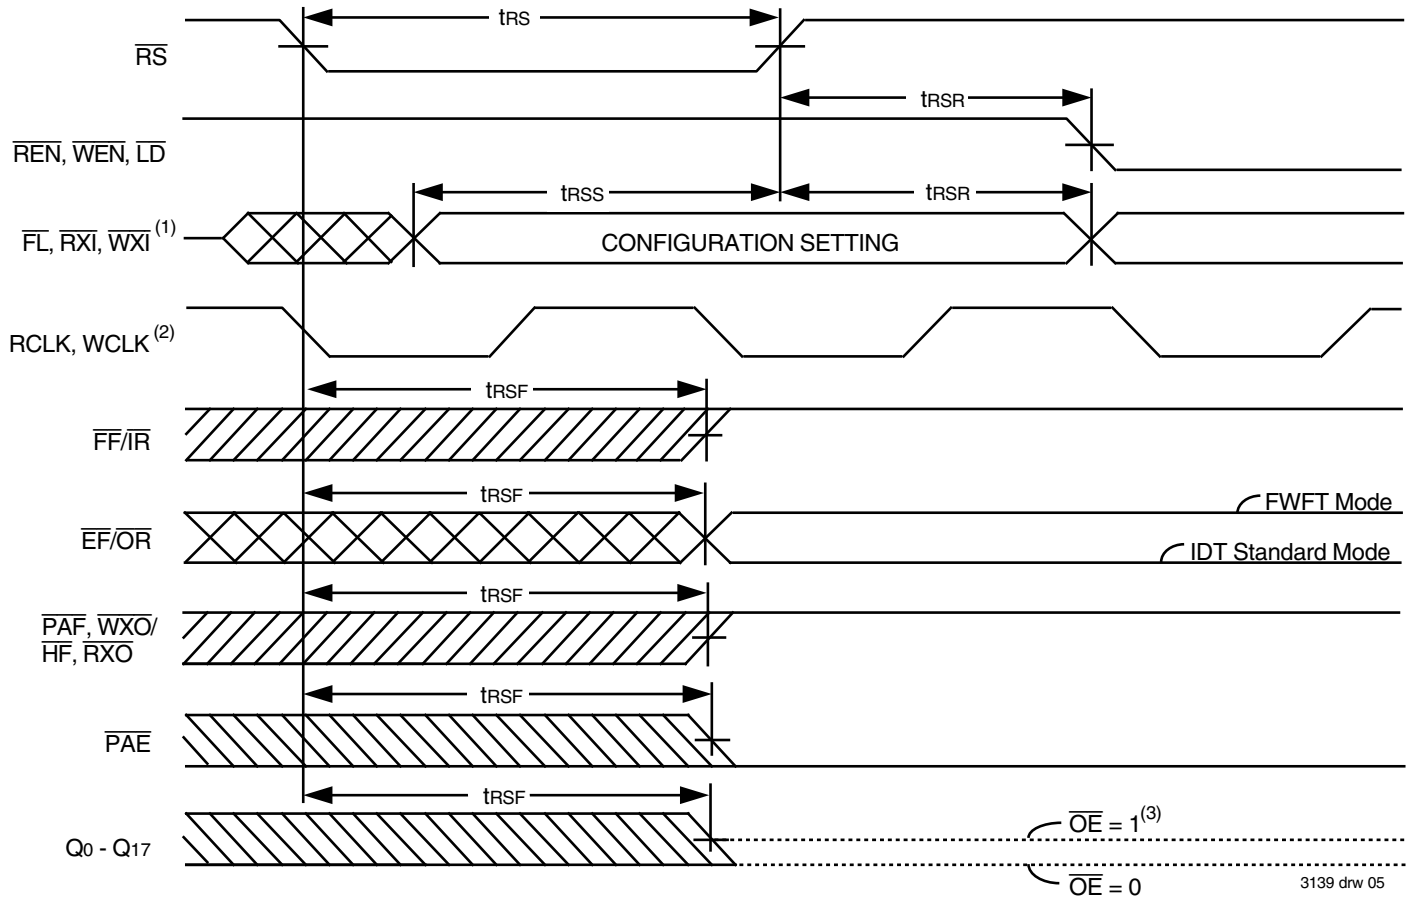 tRS
RS
tRSR
REN, WEN, LD
tRSS
tRSR
FL, RXI, WXI (1)
CONFIGURATION SETTING
RCLK, WCLK (2)
tRSF
FF/IR
tRSF
FWFT Mode
EF/OR
IDT Standard Mode
tRSF
PAF, WXO/
HF, RXO
tRSF
PAE
tRSF
OE = 1(3)
Q0 - Q17
OE = 0
3139 drw 05